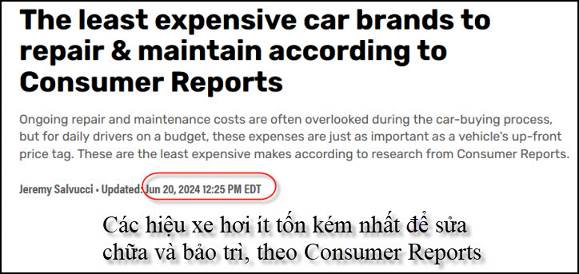 The least expensive car brands to
repair & maintain according to
Consumer Reports
Ongoing repair and maintenance costs are often overlooked during the car-buying process,
but for daily drivers on a budget, these expenses are just as important as a vehicle's up-front
price tag. These are the least expensive makes according to research from Consumer Reports.
Jeremy Salvucci • Updated: Jun 20, 2024 12:25 PM EDT
Các hiệu xe hơi ít tốn kém nhất để sửa
chữa và bảo trì, theo Consumer Reports